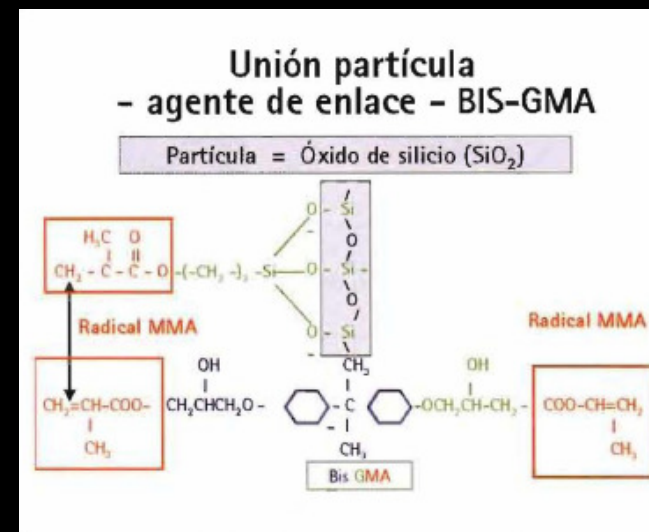 Unión partícula
- agente de enlace - BIS-GMA
Partícula = Óxido de silicio (SiO₂)
O - Si
O
H₃C O
CH₂ - C - C - O -(-CH₂ -)₃ -Si - O - Si -
O
O - Si
Radical MMA
Radical MMA
OH CH₃ OH
CH₂=CH-COO- CH₂CHCH₂O- - C -OCH₂CH-CH₂ - COO-CH=CH₂
CH₃ CH₃ CH₃
Bis GMA